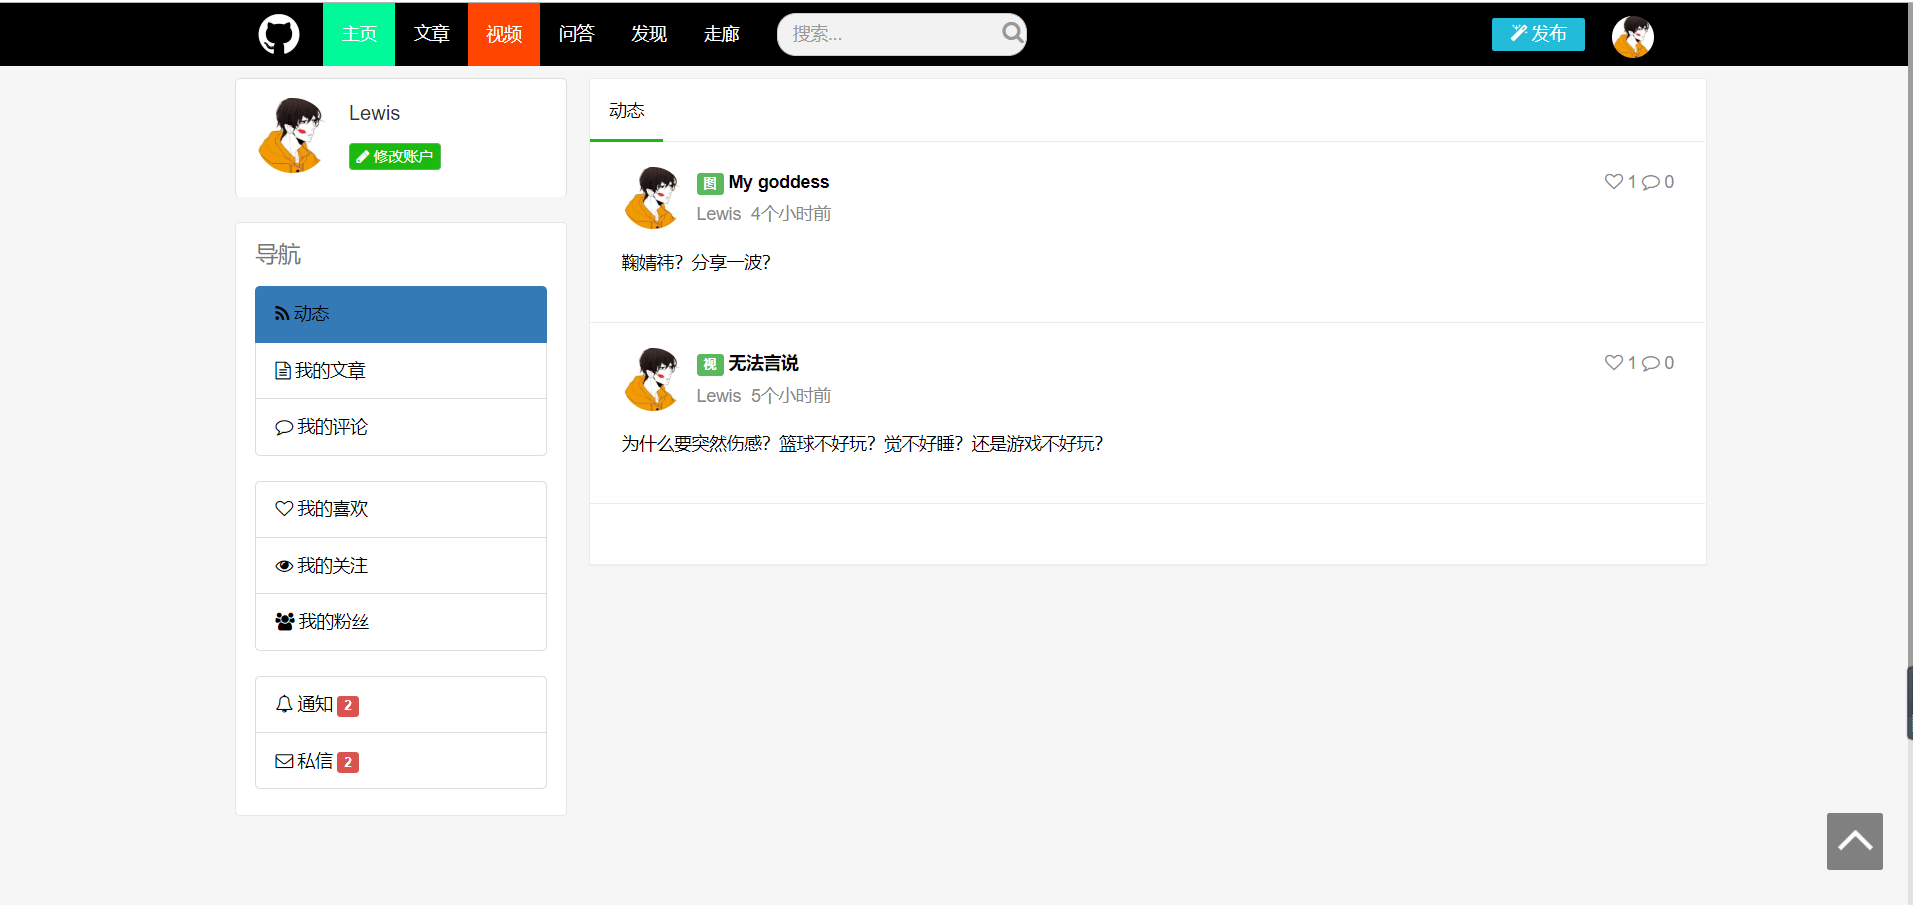 主页 文章 视频 问答 发现 走廊 搜索... 发布
Lewis
修改账户
导航
动态
我的文章
我的评论
我的喜欢
我的关注
我的粉丝
通知 2
私信 2
动态
图 My goddess 1 0
Lewis 4个小时前
鞠婧祎？分享一波？
视 无法言说 1 0
Lewis 5个小时前
为什么要突然伤感？篮球不好玩？觉不好睡？还是游戏不好玩？